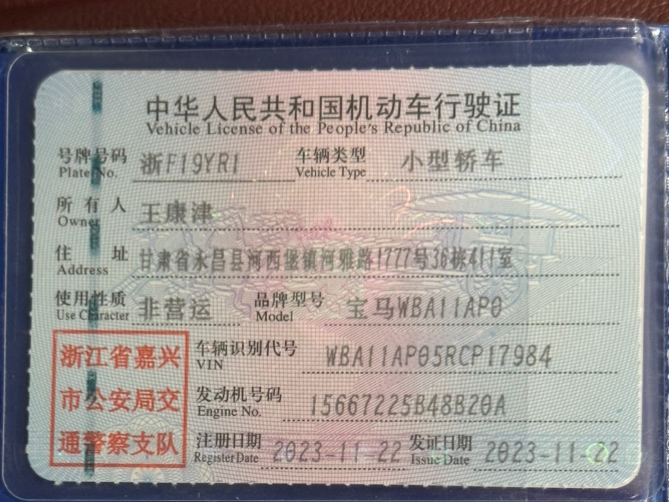 中华人民共和国机动车行驶证
Vehicle License of the People's Republic of China
号牌号码 浙F19YR1 车辆类型 小型轿车
Plate No. Vehicle Type
所有人 王康津
Owner
住址 甘肃省永昌县河西堡镇河雅路1777号36栋411室
Address
使用性质 非营运 品牌型号 宝马WBA11AP0
Use Character Model
浙江省嘉兴
市公安局交
通警察支队
车辆识别代号 WBA11AP05RCP17984
VIN
发动机号码 15667225B48B20A
Engine No.
注册日期 2023-11-22 发证日期 2023-11-22
Register Date Issue Date